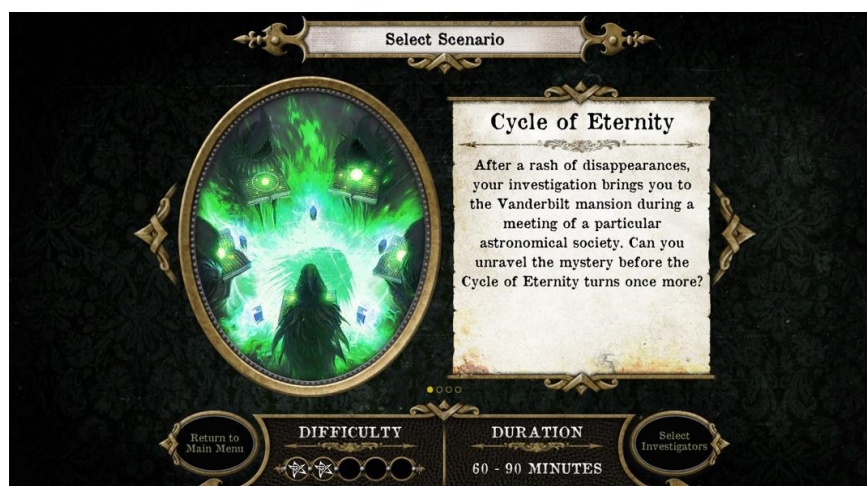 Select Scenario
Cycle of Eternity
After a rash of disappearances,
your investigation brings you to
the Vanderbilt mansion during a
meeting of a particular
astronomical society. Can you
unravel the mystery before the
Cycle of Eternity turns once more?
Return to
Main Menu
DIFFICULTY
DURATION
60 - 90 MINUTES
Select
Investigators